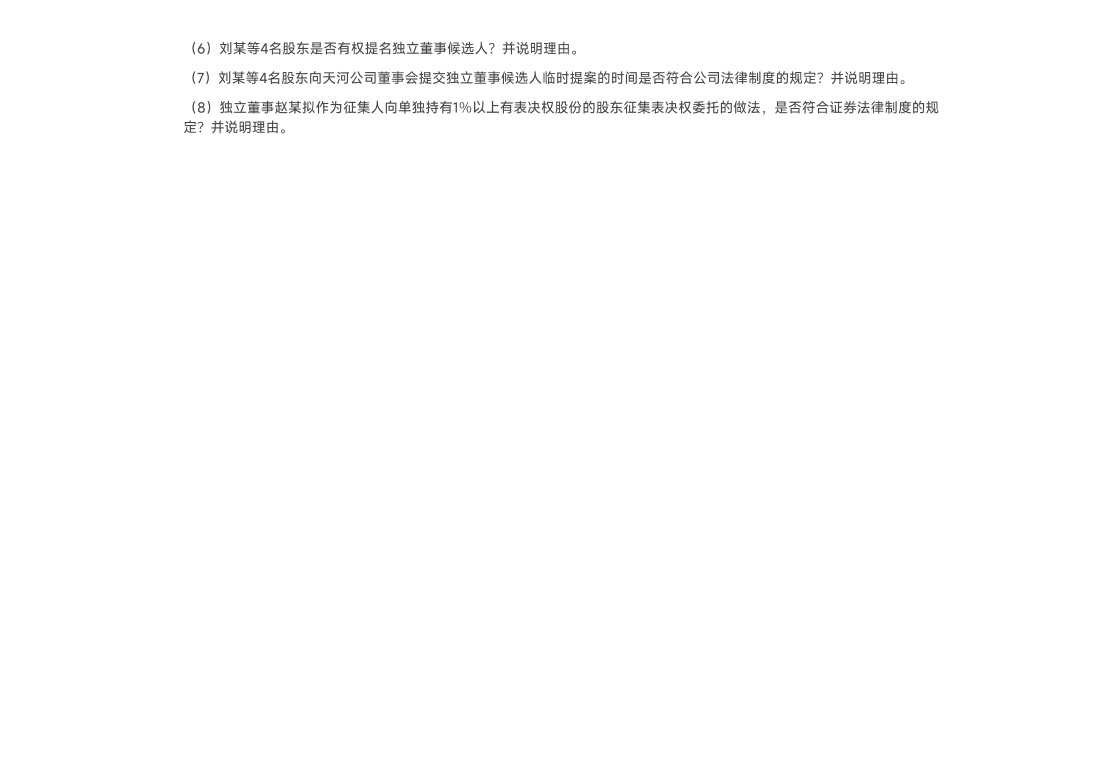 （6）刘某等4名股东是否有权提名独立董事候选人？并说明理由。
（7）刘某等4名股东向天河公司董事会提交独立董事候选人临时提案的时间是否符合公司法律制度的规定？并说明理由。
（8）独立董事赵某拟作为征集人向单独持有1%以上有表决权股份的股东征集表决权委托的做法，是否符合证券法律制度的规
定？并说明理由。